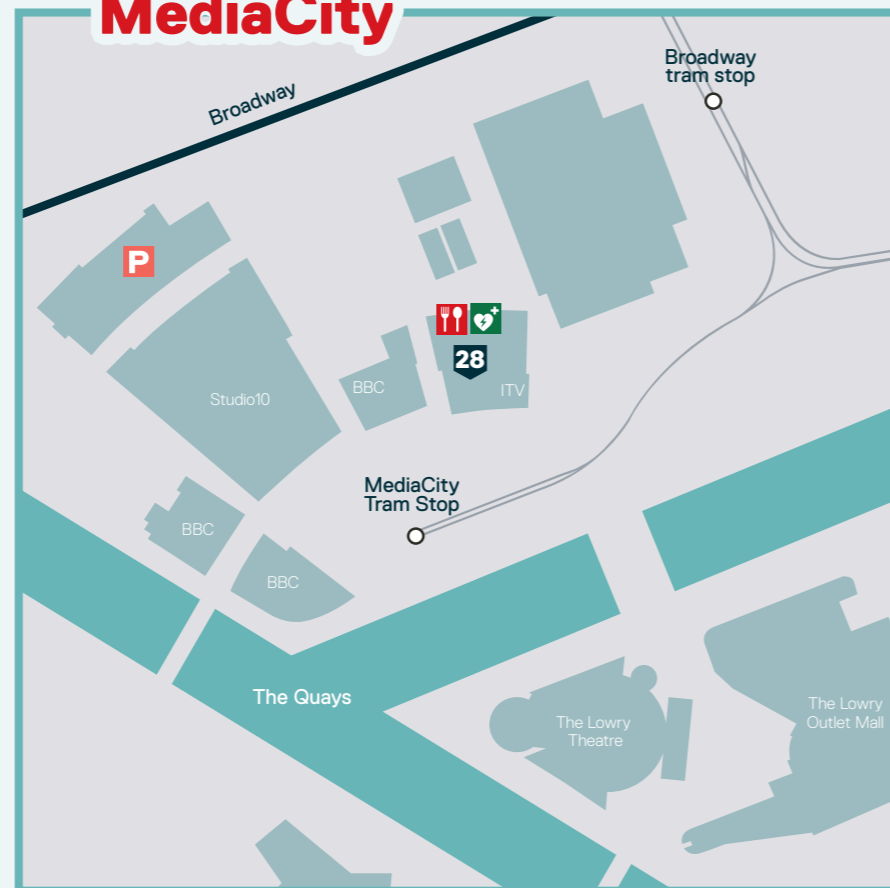 MediaCity
Broadway
Broadway
tram stop
P
28
BBC
ITV
Studio10
MediaCity
Tram Stop
BBC
BBC
The Quays
The Lowry
Theatre
The Lowry
Outlet Mall